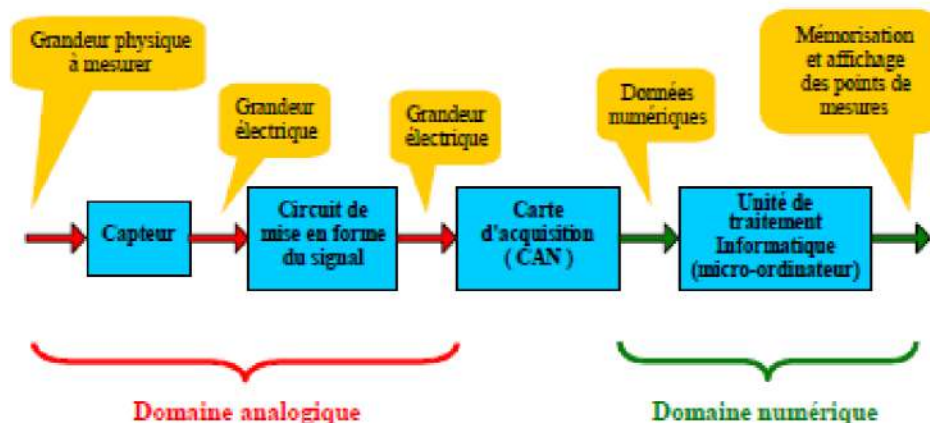 Grandeur physique
à mesurer
Grandeur
électrique
Grandeur
électrique
Données
numériques
Mémorisation
et affichage
des points de
mesures
Capteur
Circuit de
mise en forme
du signal
Carte
d'acquisition
( CAN )
Unité de
traitement
Informatique
(micro-ordinateur)
Domaine analogique
Domaine numérique